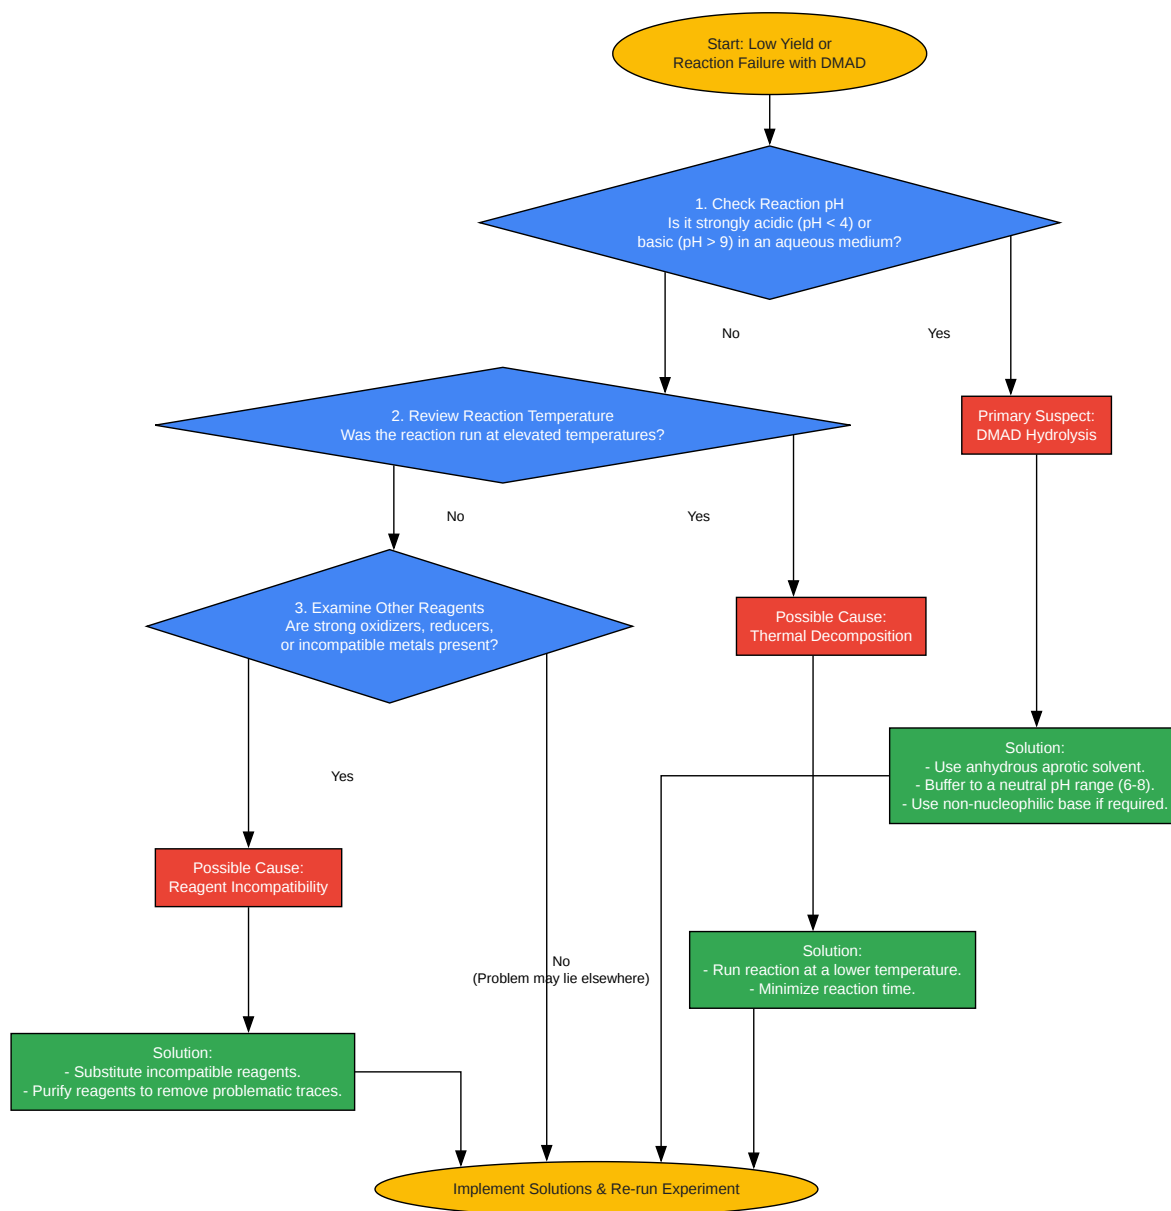 Start: Low Yield or
Reaction Failure with DMAD
1. Check Reaction pH
Is it strongly acidic (pH < 4) or
basic (pH > 9) in an aqueous medium?
No
Yes
2. Review Reaction Temperature
Was the reaction run at elevated temperatures?
Primary Suspect:
DMAD Hydrolysis
No
Yes
3. Examine Other Reagents
Are strong oxidizers, reducers,
or incompatible metals present?
Possible Cause:
Thermal Decomposition
Solution:
- Use anhydrous aprotic solvent.
- Buffer to a neutral pH range (6-8).
- Use non-nucleophilic base if required.
Yes
Possible Cause:
Reagent Incompatibility
No
(Problem may lie elsewhere)
Solution:
- Run reaction at a lower temperature.
- Minimize reaction time.
Solution:
- Substitute incompatible reagents.
- Purify reagents to remove problematic traces.
Implement Solutions & Re-run Experiment